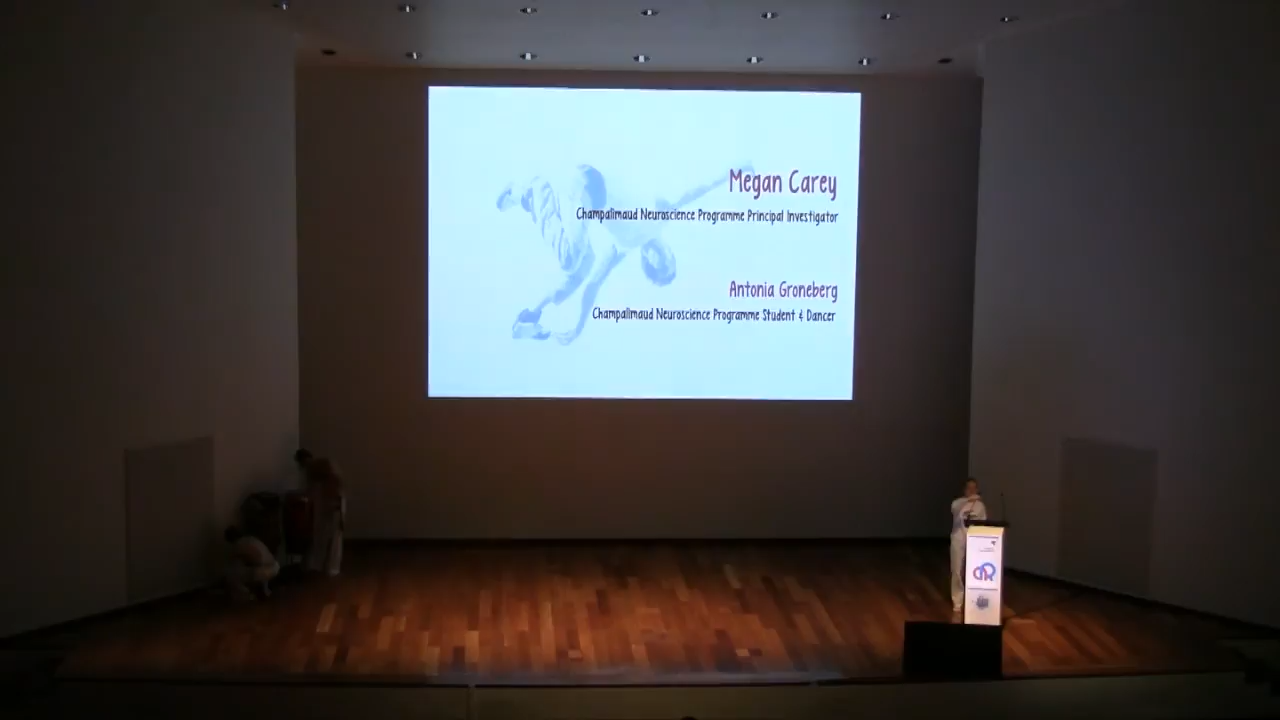 Megan Carey
Champalimaud Neuroscience Programme Principal Investigator
Antonia Groneberg
Champalimaud Neuroscience Programme Student & Dancer